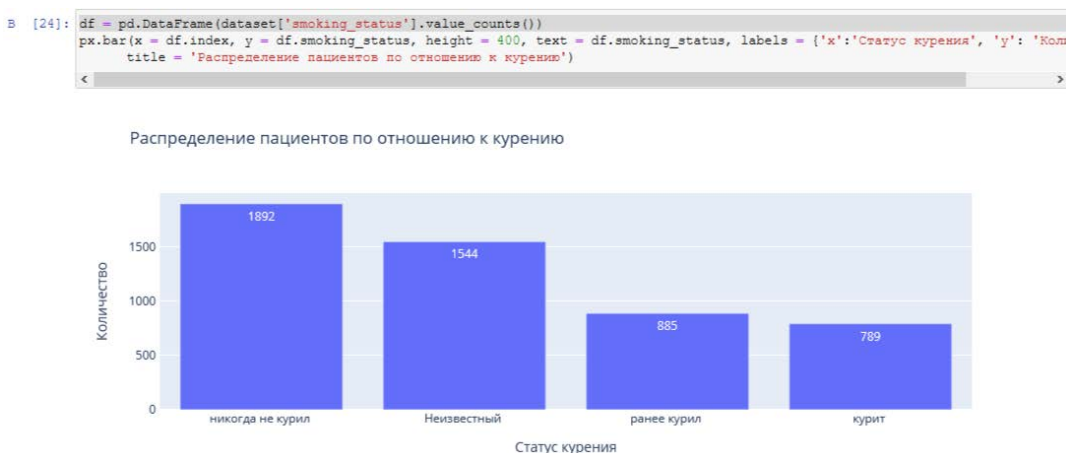 В [24]: df = pd.DataFrame(dataset['smoking_status'].value_counts())
px.bar(x = df.index, y = df.smoking_status, height = 400, text = df.smoking_status, labels = {'x':'Статус курения', 'y':
title = 'Распределение пациентов по отношению к курению')
Распределение пациентов по отношению к курению
1892
1544
885
789
1500
1000
500
0
Количество
никогда не курил Неизвестный ранее курил курит
Статус курения